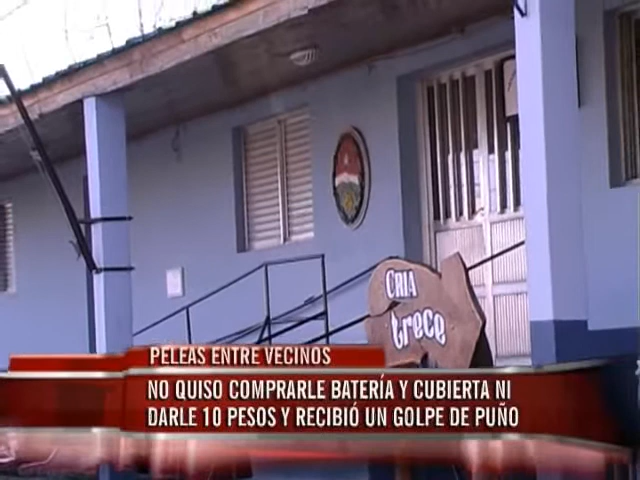 CRIA
trece
PELEAS ENTRE VECINOS
NO QUISO COMPRARLE BATERÍA Y CUBIERTA NI
DARLE 10 PESOS Y RECIBIÓ UN GOLPE DE PUÑO